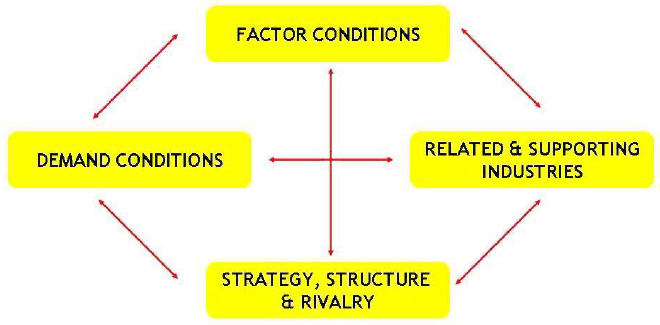 FACTOR CONDITIONS
DEMAND CONDITIONS
RELATED & SUPPORTING
INDUSTRIES
STRATEGY, STRUCTURE
& RIVALRY